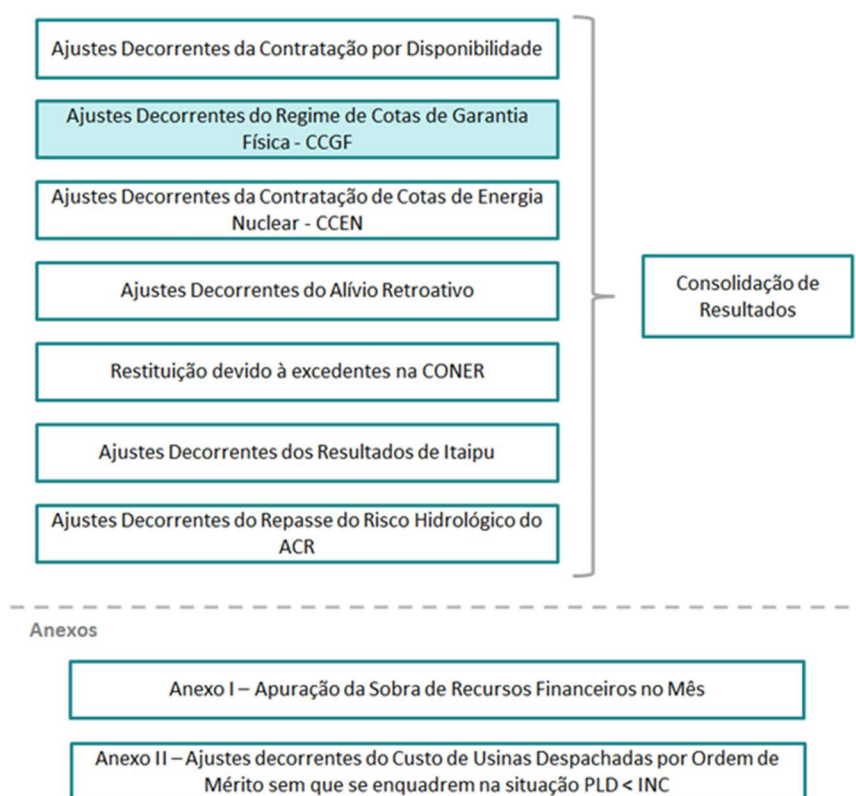 Ajustes Decorrentes da Contratação por Disponibilidade
Ajustes Decorrentes do Regime de Cotas de Garantia
Física - CCGF
Ajustes Decorrentes da Contratação de Cotas de Energia
Nuclear - CCEN
Ajustes Decorrentes do Alívio Retroativo
Restituição devido à excedentes na CONER
Ajustes Decorrentes dos Resultados de Itaipu
Ajustes Decorrentes do Repasse do Risco Hidrológico do
ACR
Consolidação de
Resultados
Anexos
Anexo I – Apuração da Sobra de Recursos Financeiros no Mês
Anexo II – Ajustes decorrentes do Custo de Usinas Despachadas por Ordem de
Mérito sem que se enquadrem na situação PLD < INC